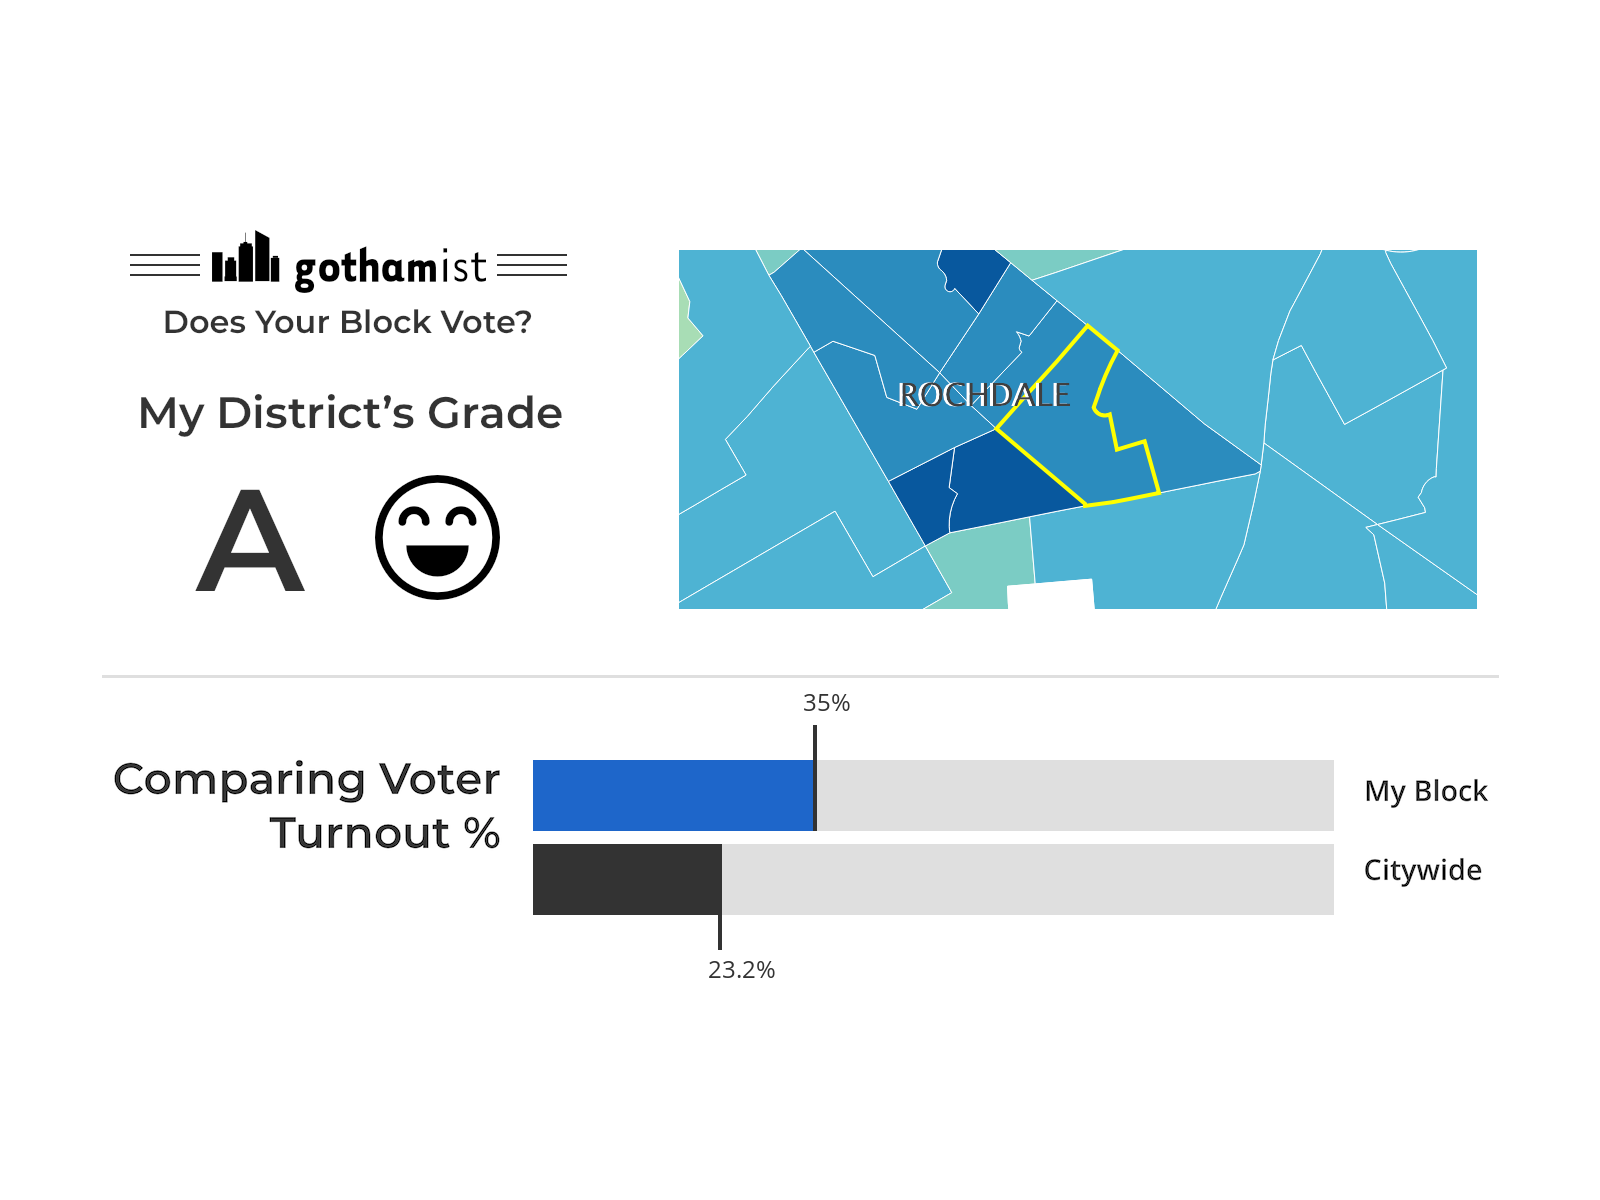 gothamist
Does Your Block Vote?
My District’s Grade
A
ROCHDALE
35%
Comparing Voter
Turnout %
My Block
Citywide
23.2%